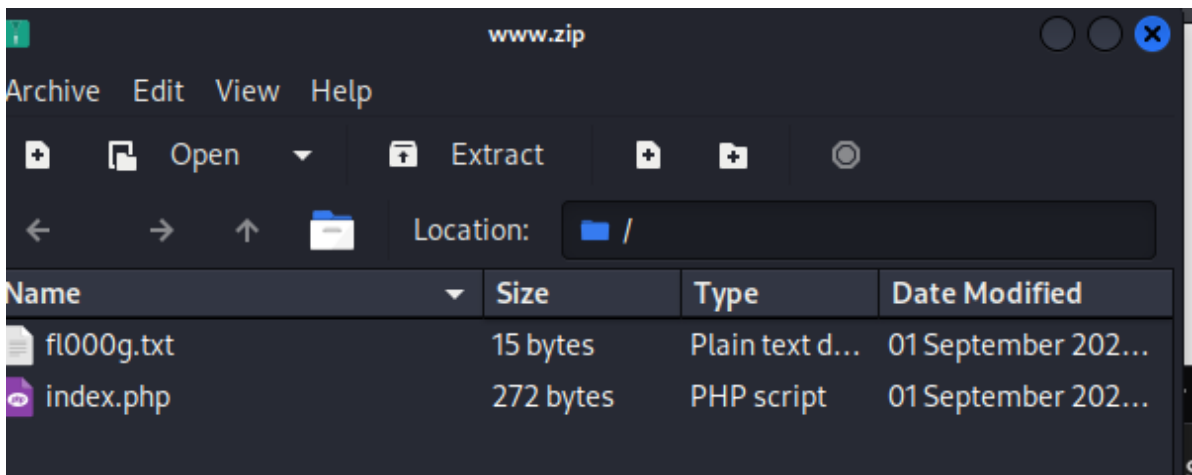 www.zip
Archive Edit View Help
Open Extract
Location: /
Name Size Type Date Modified
fl000g.txt 15 bytes Plain text d... 01 September 202...
index.php 272 bytes PHP script 01 September 202...